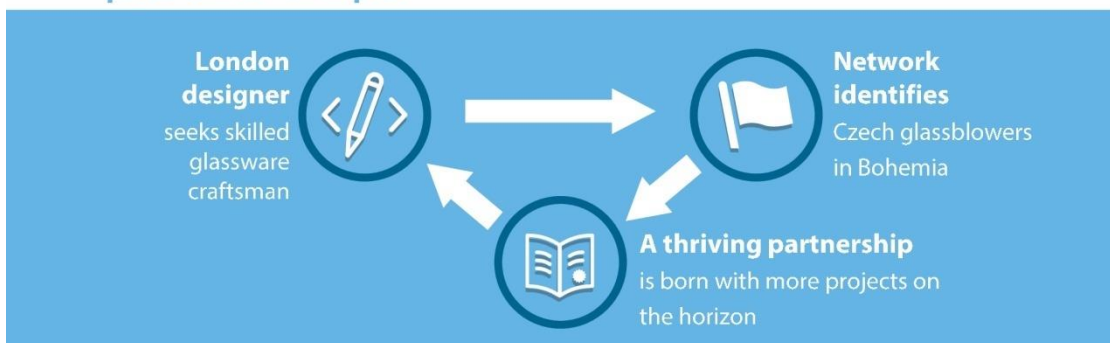 London
designer
seeks skilled
glassware
craftsman
Network
identifies
Czech glassblowers
in Bohemia
A thriving partnership
is born with more projects on
the horizon